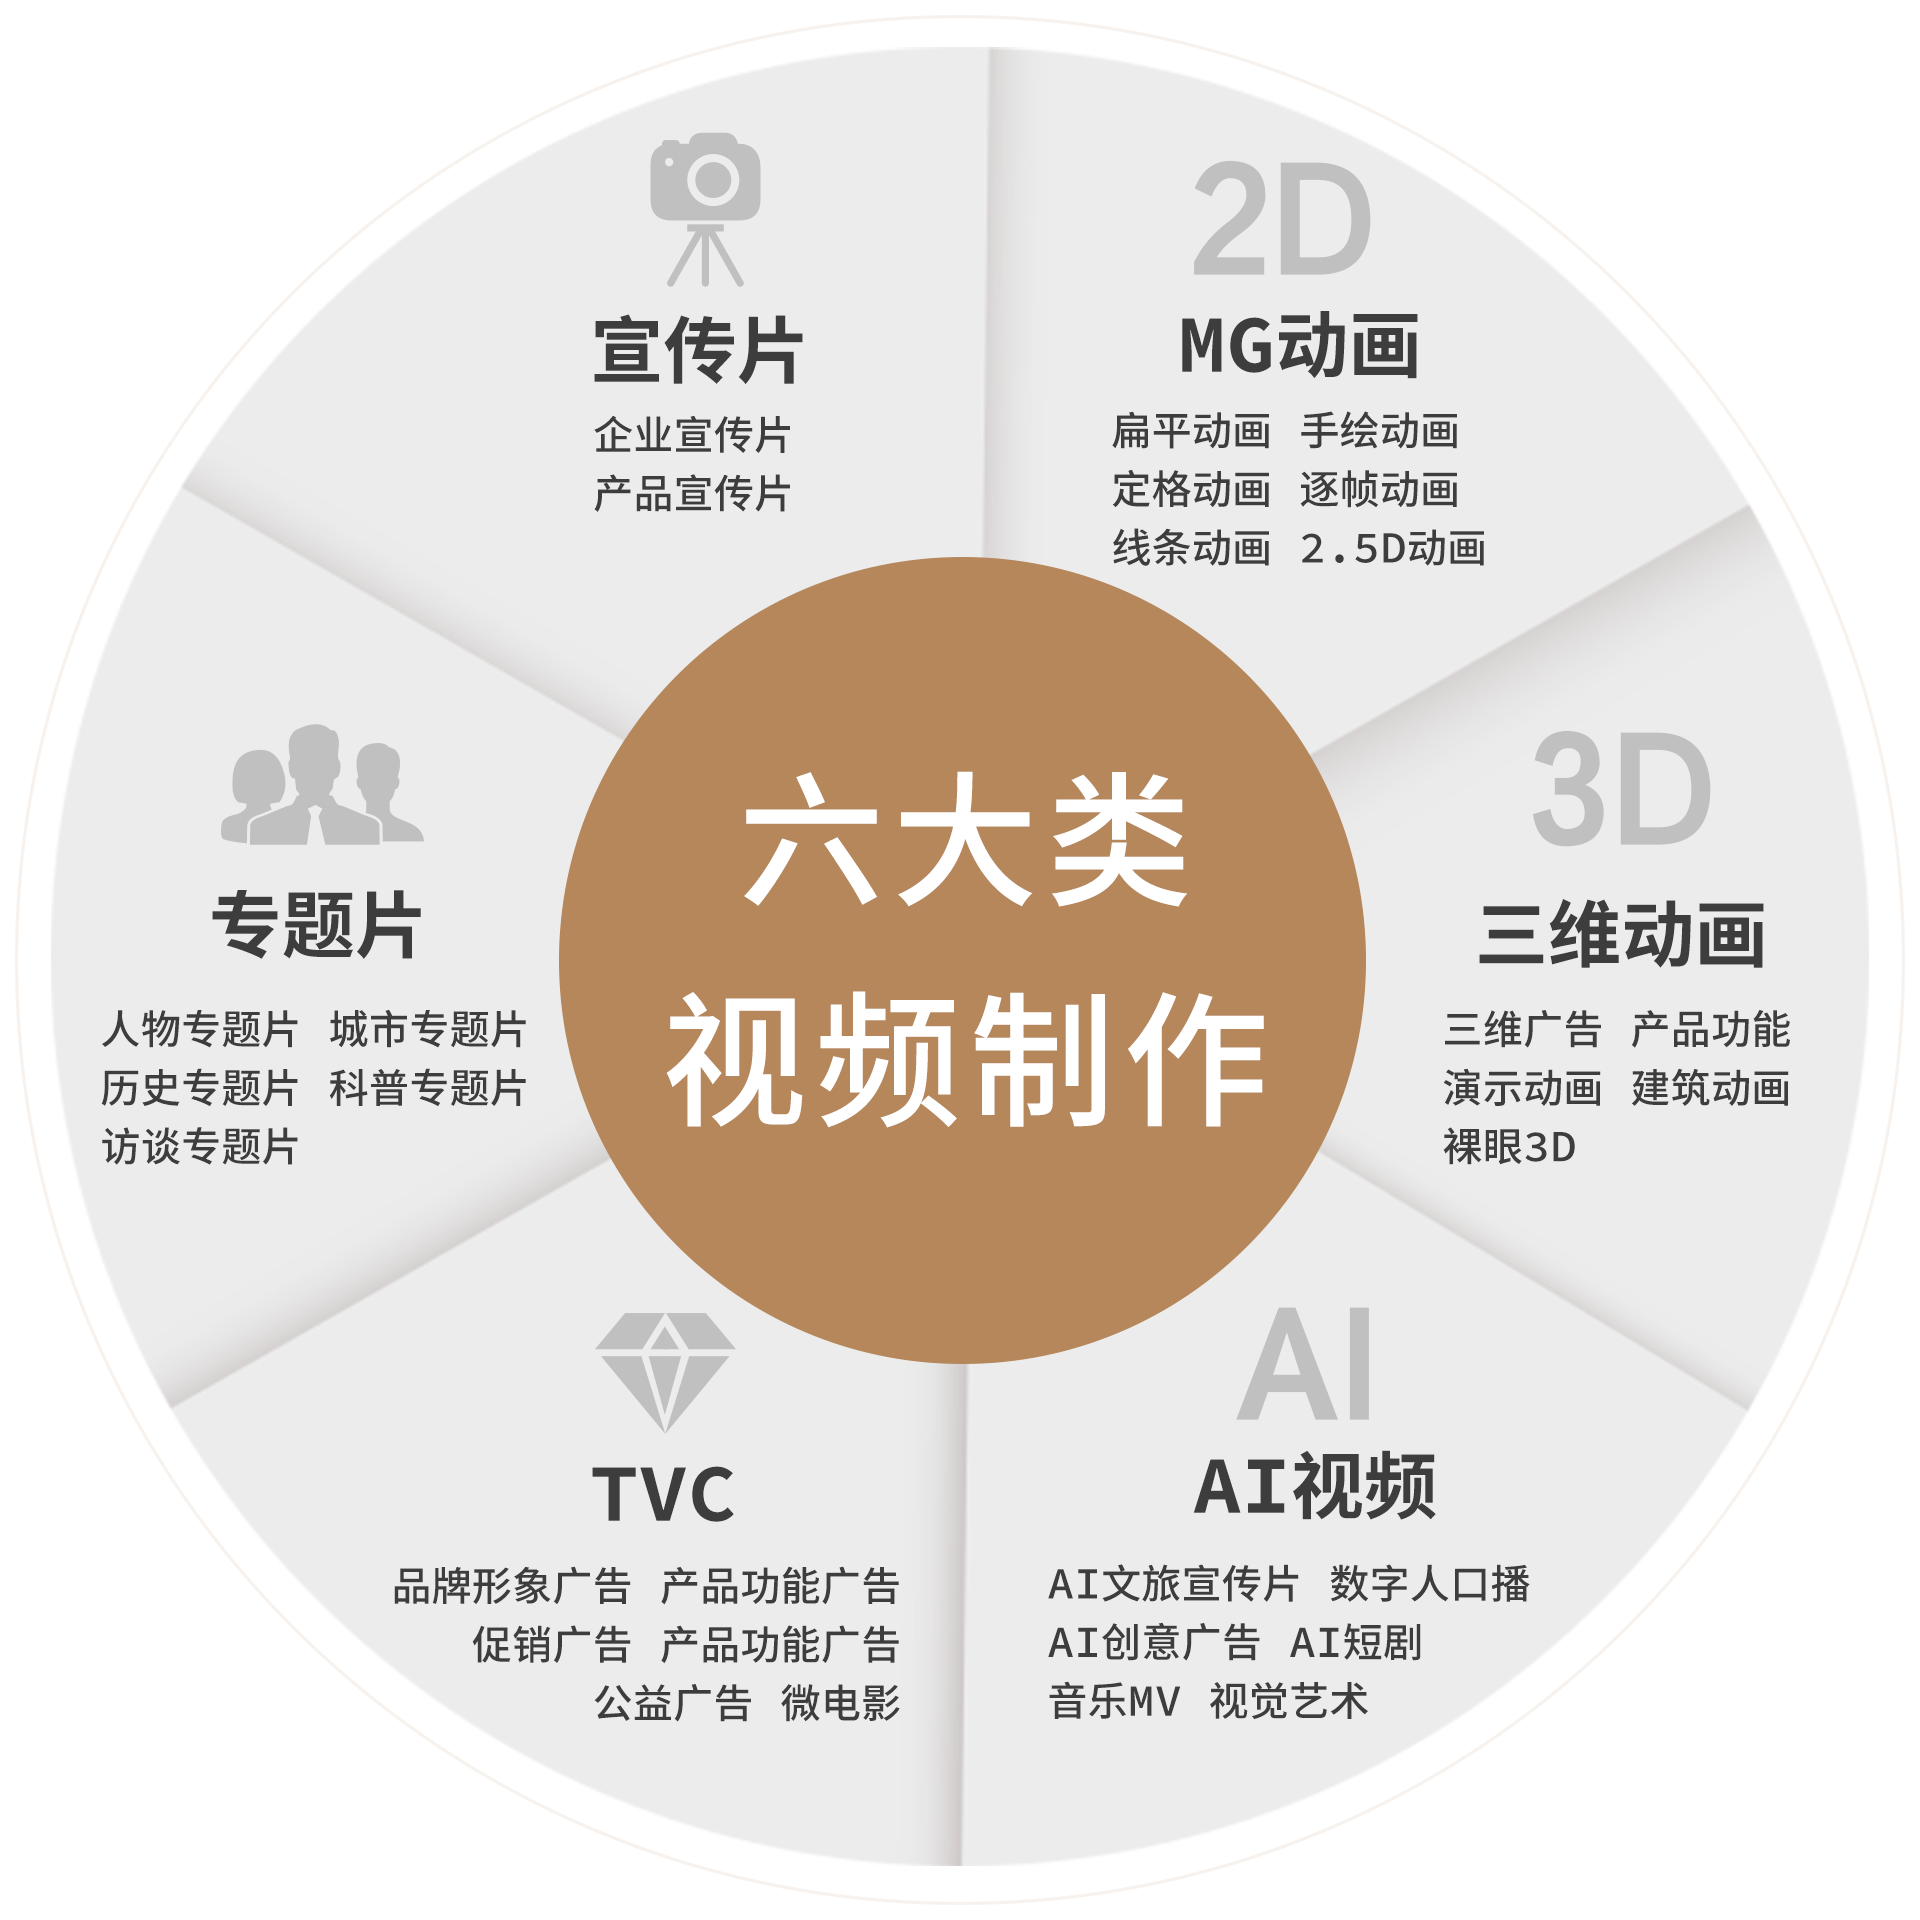 宣传片
企业宣传片
产品宣传片
2D
MG动画
扁平动画 手绘动画
定格动画 逐帧动画
线条动画 2.5D动画
3D
三维动画
三维广告 产品功能
演示动画 建筑动画
裸眼3D
AI
AI视频
AI文旅宣传片 数字人口播
AI创意广告 AI短剧
音乐MV 视觉艺术
TVC
品牌形象广告 产品功能广告
促销广告 产品功能广告
公益广告 微电影
专题片
人物专题片 城市专题片
历史专题片 科普专题片
访谈专题片
六大类
视频制作